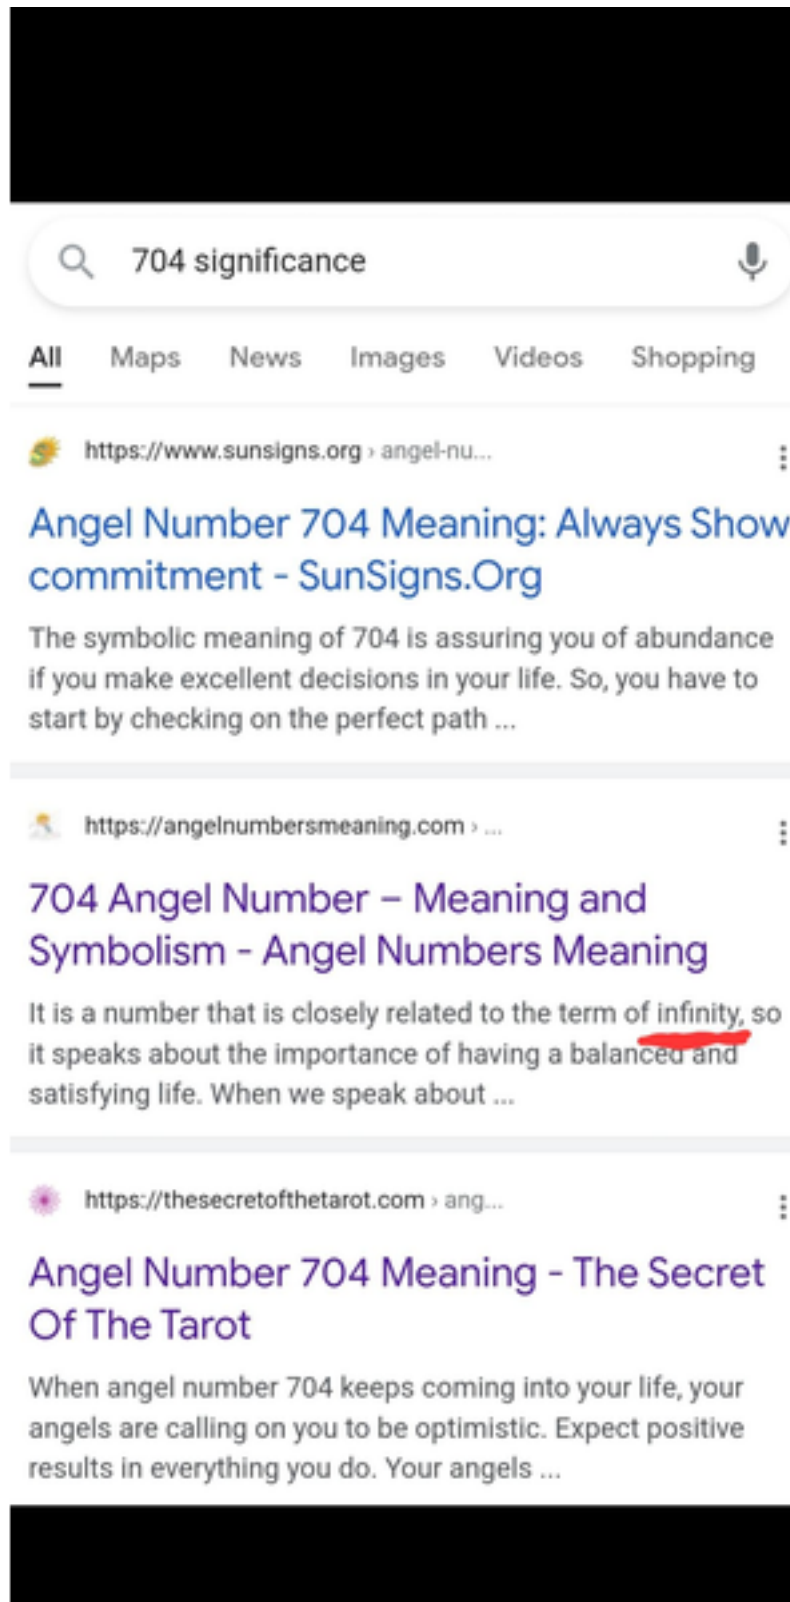 704 significance
All Maps News Images Videos Shopping
https://www.sunsigns.org › angel-nu...
Angel Number 704 Meaning: Always Show
commitment - SunSigns.Org
The symbolic meaning of 704 is assuring you of abundance
if you make excellent decisions in your life. So, you have to
start by checking on the perfect path ...
https://angelnumbersmeaning.com › ...
704 Angel Number – Meaning and
Symbolism - Angel Numbers Meaning
It is a number that is closely related to the term of infinity, so
it speaks about the importance of having a balanced and
satisfying life. When we speak about ...
https://thesecretofthetarot.com › ang...
Angel Number 704 Meaning - The Secret
Of The Tarot
When angel number 704 keeps coming into your life, your
angels are calling on you to be optimistic. Expect positive
results in everything you do. Your angels ...